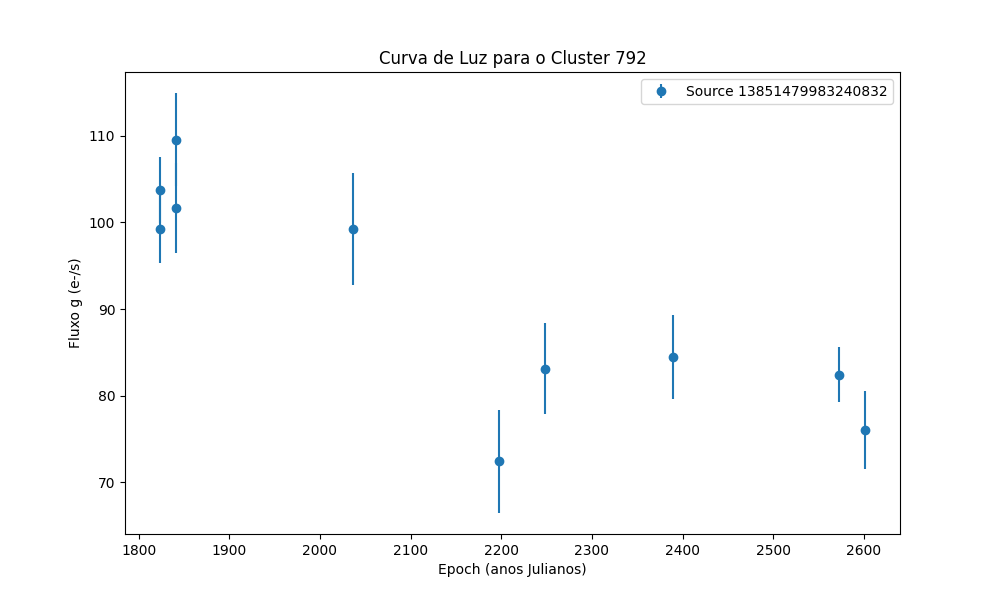 Curva de Luz para o Cluster 792
Source 13851479983240832
110
100
90
80
70
Fluxo g (e-/s)
1800 1900 2000 2100 2200 2300 2400 2500 2600
Epoch (anos Julianos)